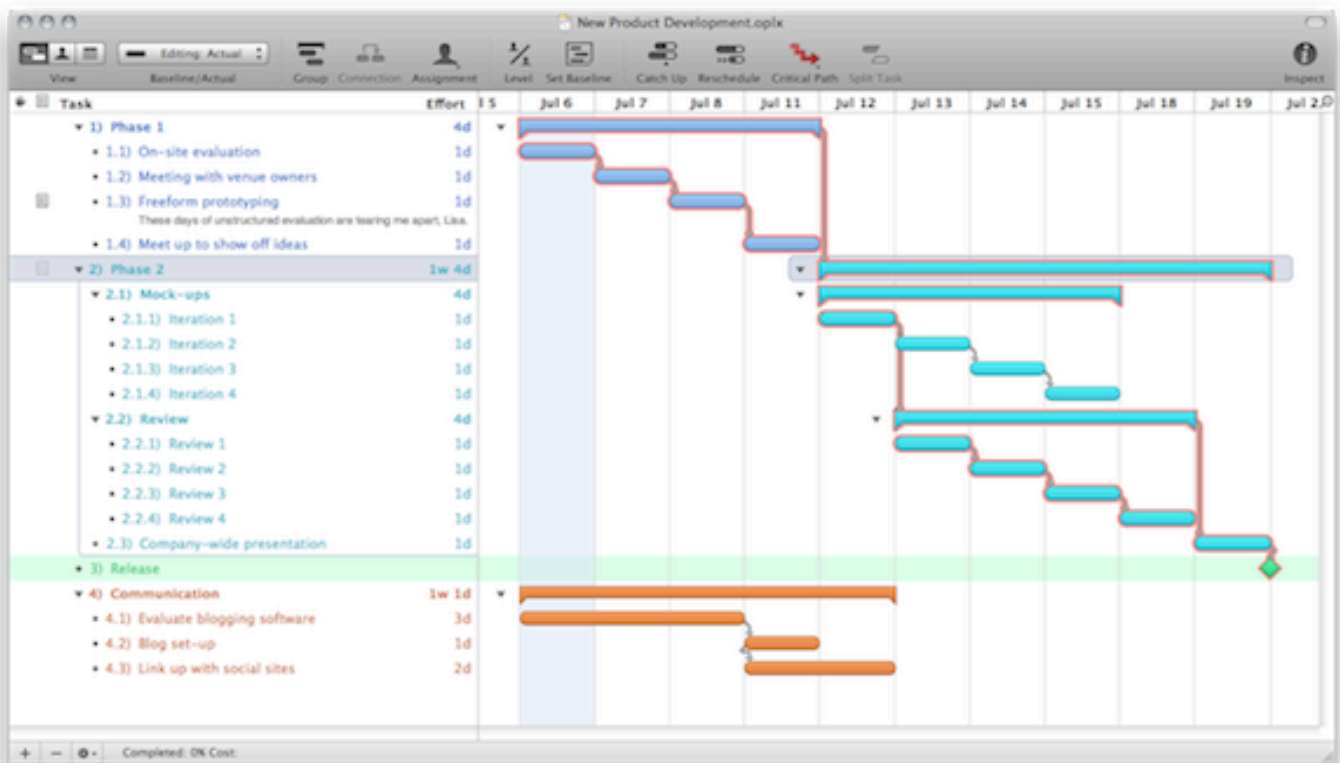 New Product Development.oplx
Editing: Actual
View Baseline/Actual Group Connection Assignment Level Set Baseline Catch Up Reschedule Critical Path Split Task Inspect
Task Effort l 5 Jul 6 Jul 7 Jul 8 Jul 11 Jul 12 Jul 13 Jul 14 Jul 15 Jul 18 Jul 19 Jul 2
1) Phase 1 4d
1.1) On-site evaluation 1d
1.2) Meeting with venue owners 1d
1.3) Freeform prototyping 1d
These days of unstructured evaluation are tearing me apart, Lisa.
1.4) Meet up to show off ideas 1d
2) Phase 2 1w 4d
2.1) Mock-ups 4d
2.1.1) Iteration 1 1d
2.1.2) Iteration 2 1d
2.1.3) Iteration 3 1d
2.1.4) Iteration 4 1d
2.2) Review 4d
2.2.1) Review 1 1d
2.2.2) Review 2 1d
2.2.3) Review 3 1d
2.2.4) Review 4 1d
2.3) Company-wide presentation 1d
3) Release
4) Communication 1w 1d
4.1) Evaluate blogging software 3d
4.2) Blog set-up 1d
4.3) Link up with social sites 2d
Completed: 0% Cost: